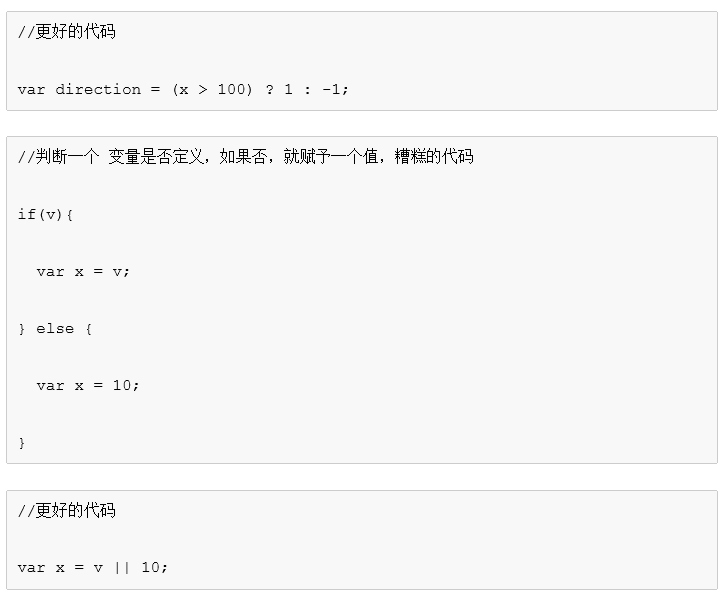 //更好的代码
var direction = (x > 100) ? 1 : -1;
//判断一个 变量是否定义，如果否，就赋予一个值，糟糕的代码
if(v){
  var x = v;
} else {
  var x = 10;
}
//更好的代码
var x = v || 10;